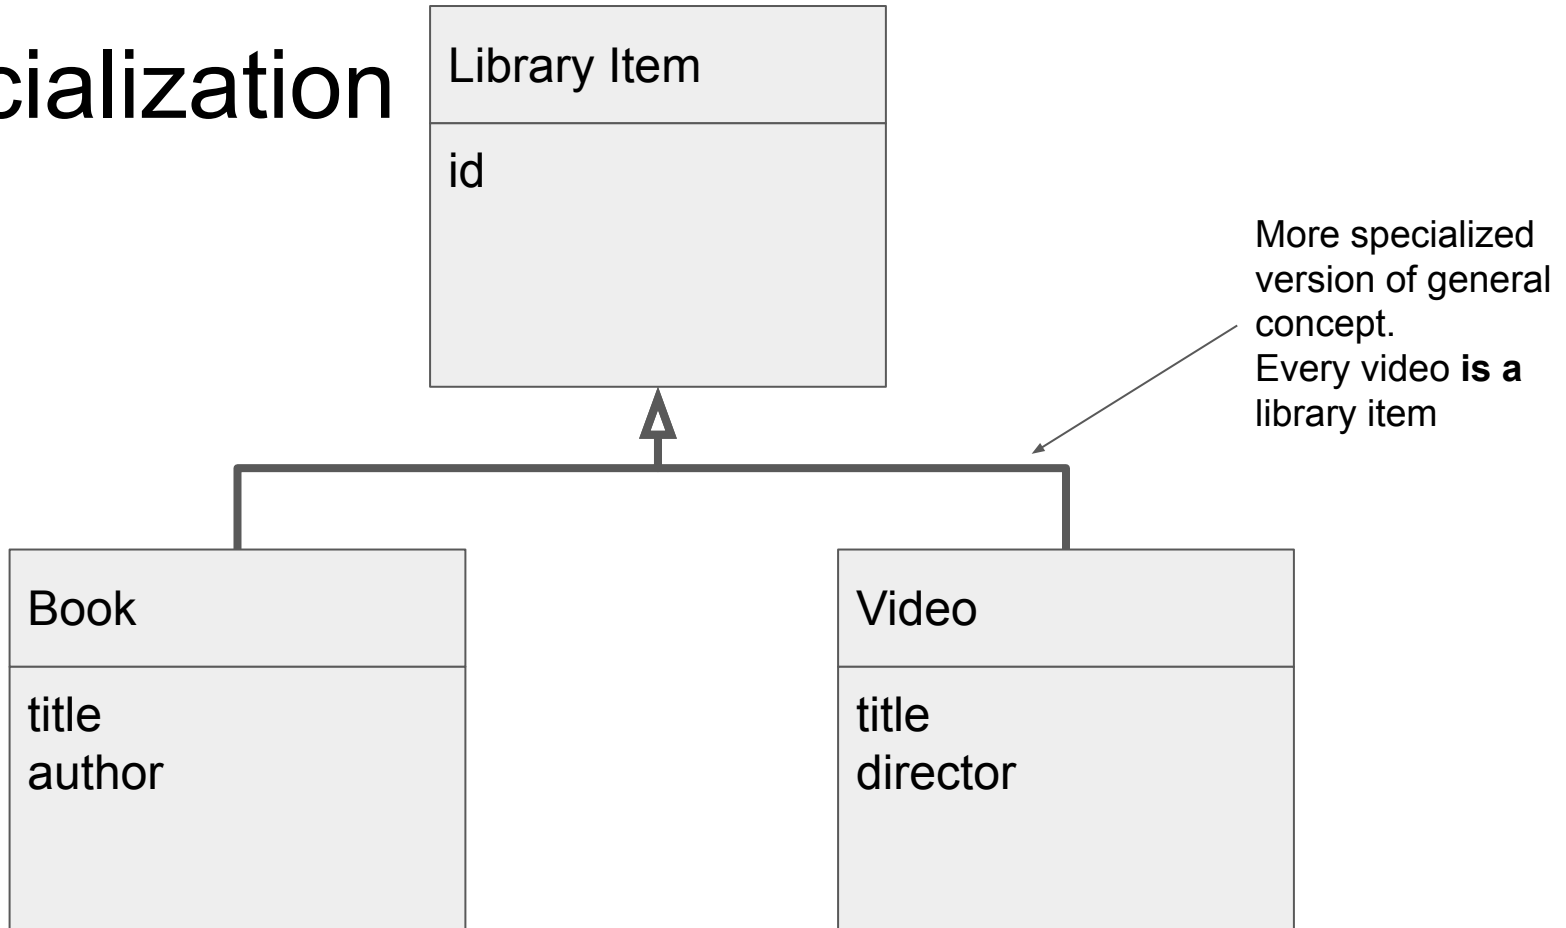 cialization
Library Item
id
More specialized
version of general
concept.
Every video is a
library item
Book
title
author
Video
title
director